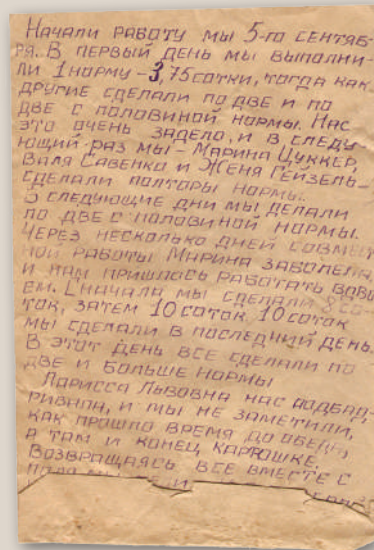 Начали работу мы 5-го сентяб-
ря. В первый день мы выполни-
ли 1 норму – 3,75 сотки, тогда как
другие сделали по две и по
две с половиной нормы. Нас
это очень задело, и в следу
ющий раз мы – Марина Цуккер,
Валя Савенко и Женя Гейзель –
сделали полторы нормы.
В следующие дни мы делали
по две с половиной нормы.
Через несколько дней совмест
ной работы Марина заболела,
и нам пришлось работать вдво
ем. Сначала мы сделали 8 со
ток, затем 10 соток. 10 соток
мы сделали в последний день.
В этот день все сделали по
две и больше нормы
Ларисса Львовна нас подбад-
ривала, и мы не заметили,
как прошло время до обеда,
а там и конец картошке.
Возвращаясь все вместе с
поля мы